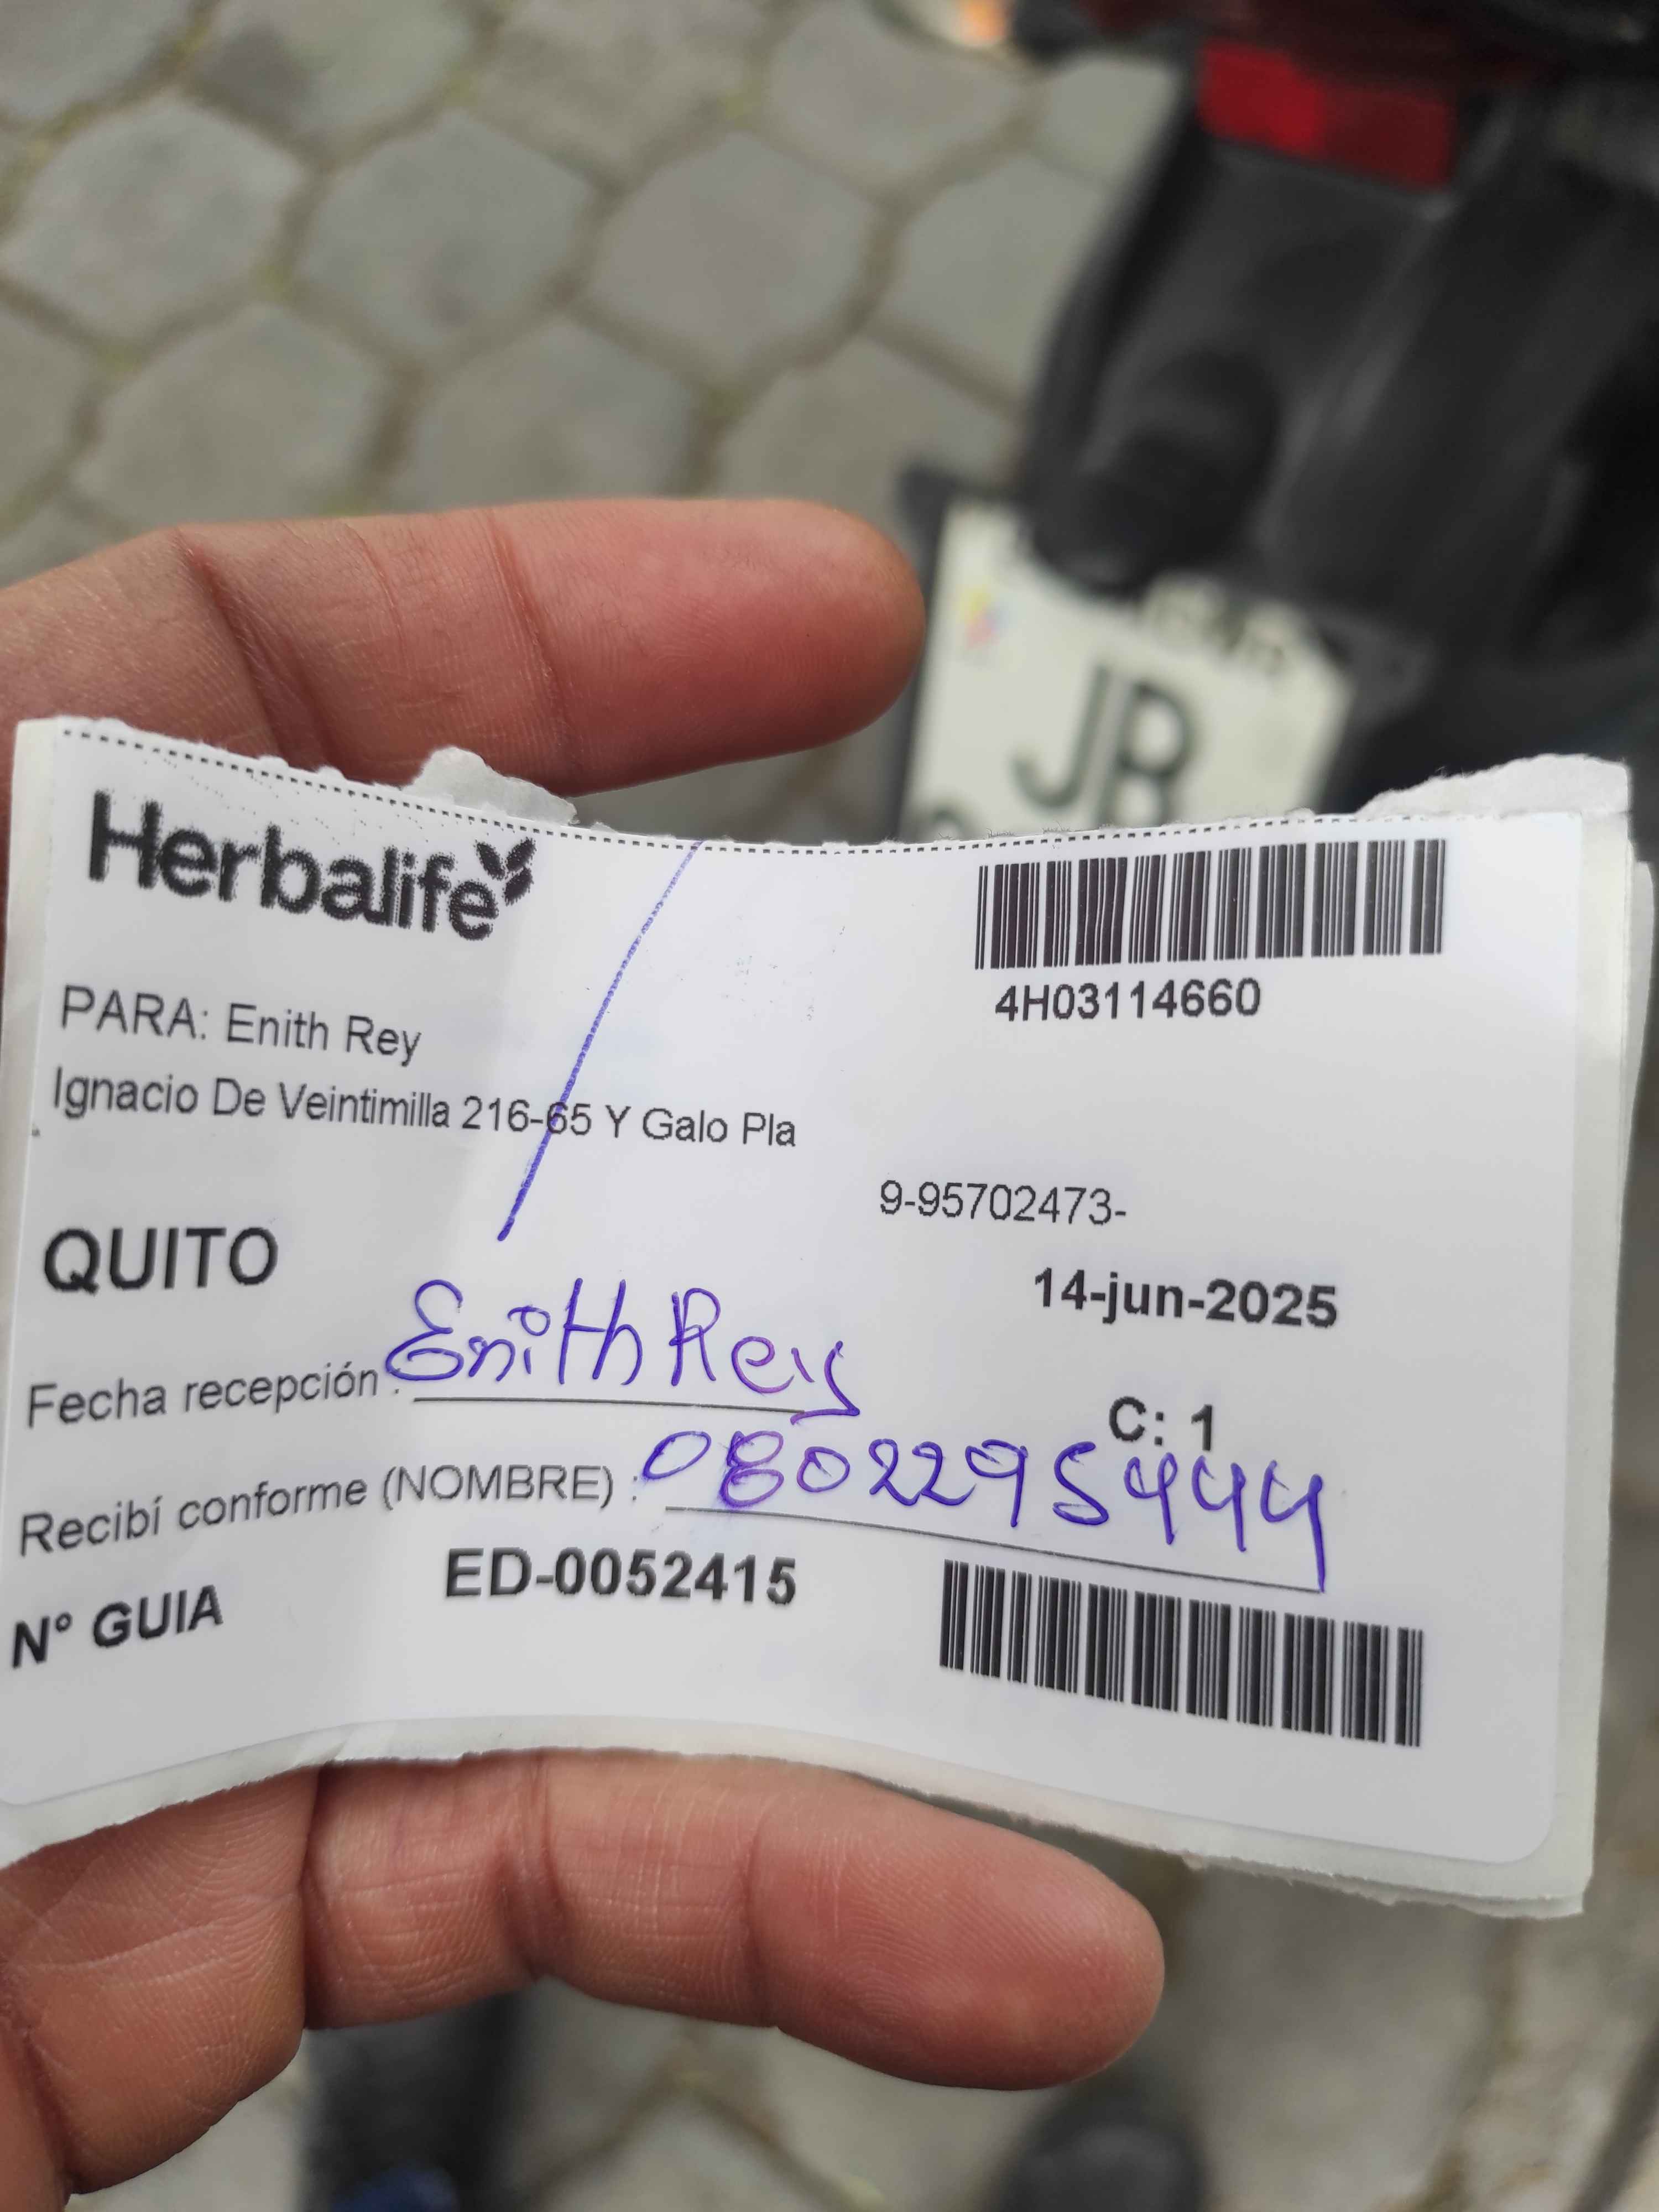 JB
Herbalife
4H03114660
PARA: Enith Rey
Ignacio De Veintimilla 216-65 Y Galo Pla
9-95702473-
QUITO
14-jun-2025
Fecha recepción : Enith Rey
C: 1
Recibí conforme (NOMBRE) : 0802295444
N° GUIA ED-0052415